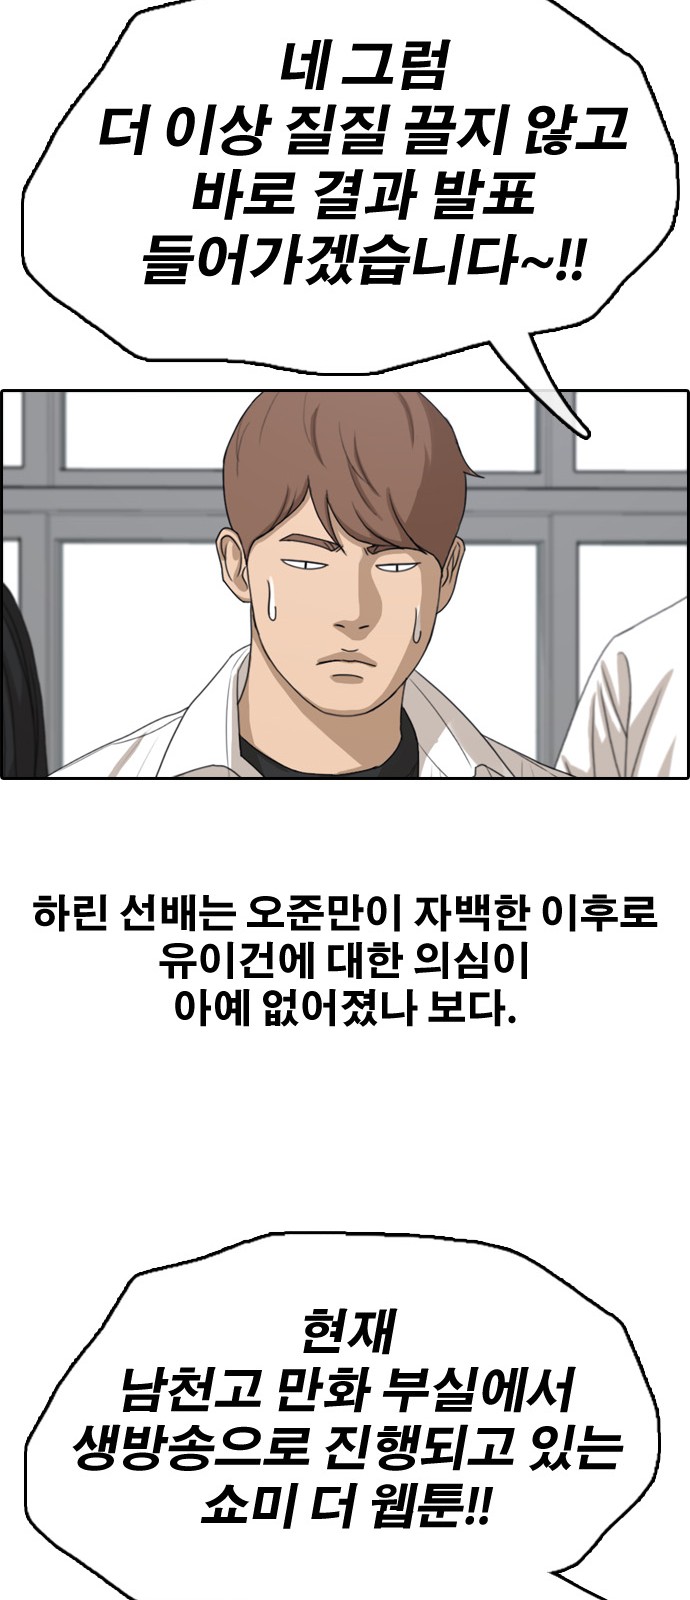 네 그럼
더 이상 질질 끌지 않고
바로 결과 발표
들어가겠습니다~!!
하린 선배는 오준만이 자백한 이후로
유이건에 대한 의심이
아예 없어졌나 보다.
현재
남천고 만화 부실에서
생방송으로 진행되고 있는
쇼미 더 웹툰!!